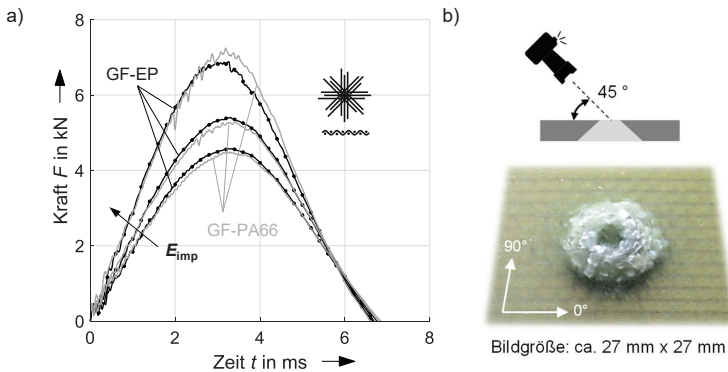 a)
8
6
4
2
0
Kraft F in kN
GF-EP
GF-PA66
E_imp
0
2
4
6
8
Zeit t in ms
b)
45 °
90°
0°
Bildgröße: ca. 27 mm x 27 mm